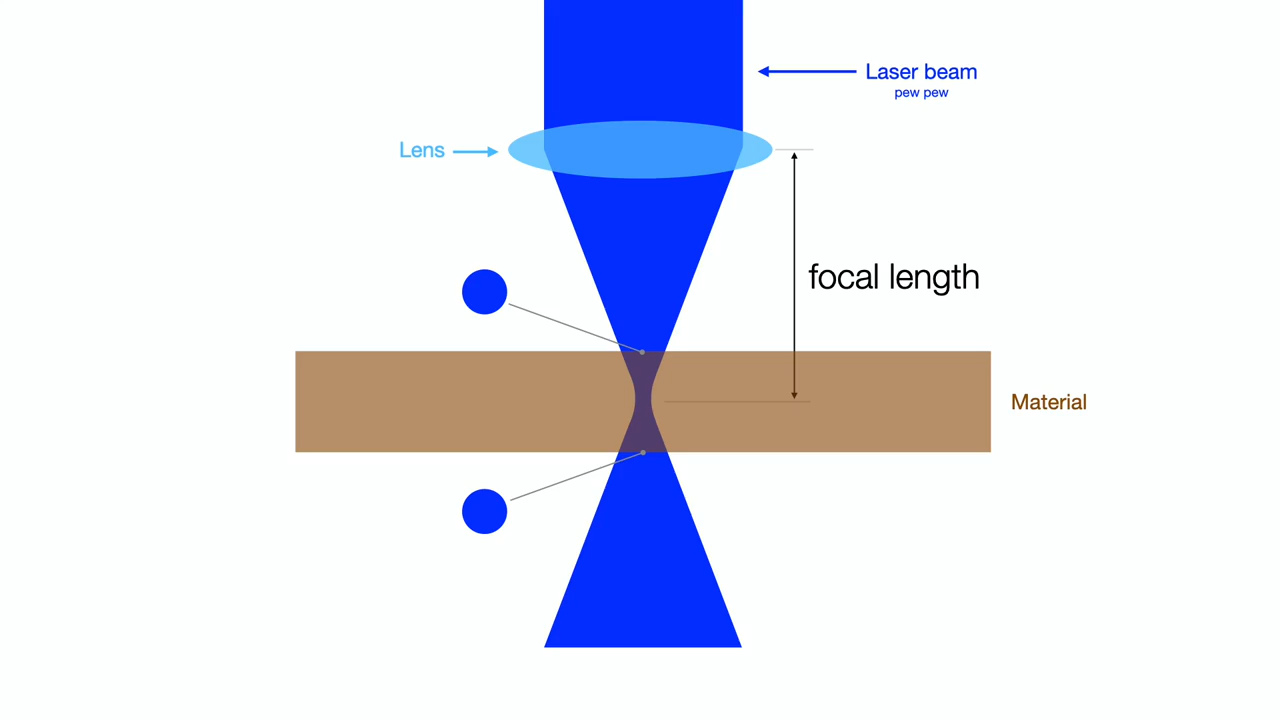 Laser beam
pew pew
Lens
focal length
Material